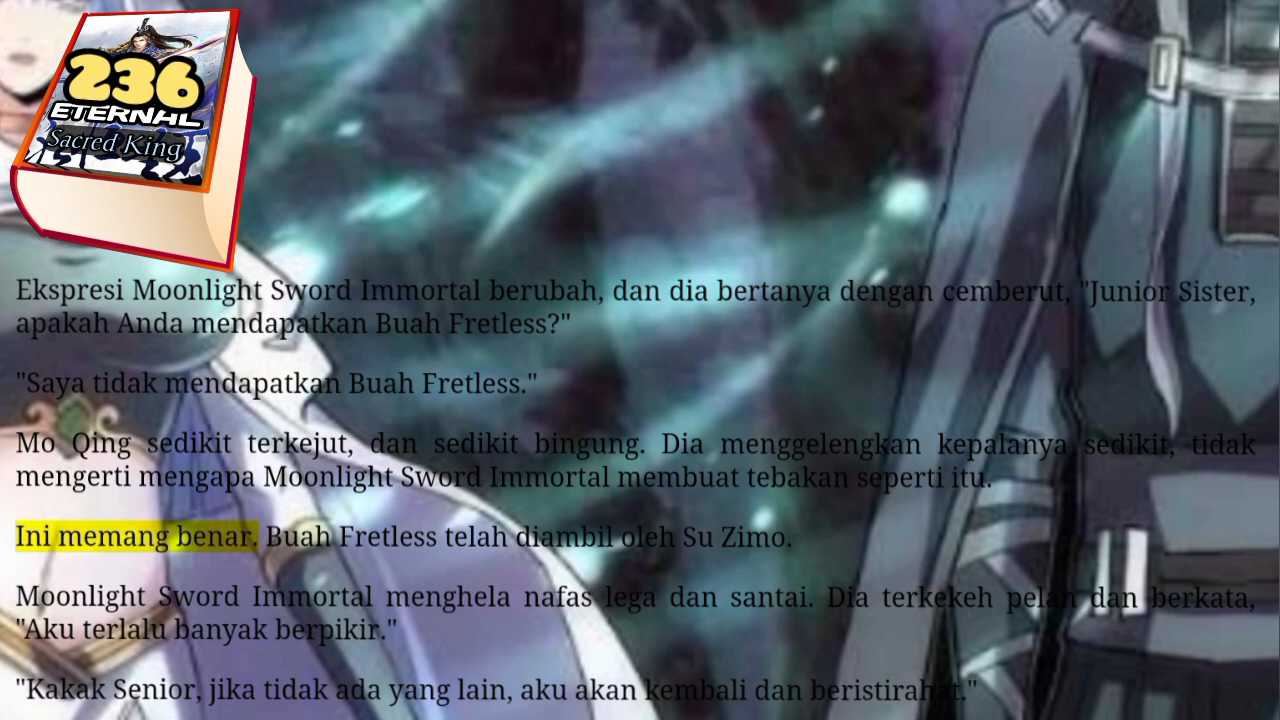 236
ETERNAL
Sacred King
Ekspresi Moonlight Sword Immortal berubah, dan dia bertanya dengan cemberut, "Junior Sister,
apakah Anda mendapatkan Buah Fretless?"
"Saya tidak mendapatkan Buah Fretless."
Mo Qing sedikit terkejut, dan sedikit bingung. Dia menggelengkan kepalanya sedikit, tidak
mengerti mengapa Moonlight Sword Immortal membuat tebakan seperti itu.
Ini memang benar. Buah Fretless telah diambil oleh Su Zimo.
Moonlight Sword Immortal menghela nafas lega dan santai. Dia terkekeh pelan dan berkata,
"Aku terlalu banyak berpikir."
"Kakak Senior, jika tidak ada yang lain, aku akan kembali dan beristirahat."